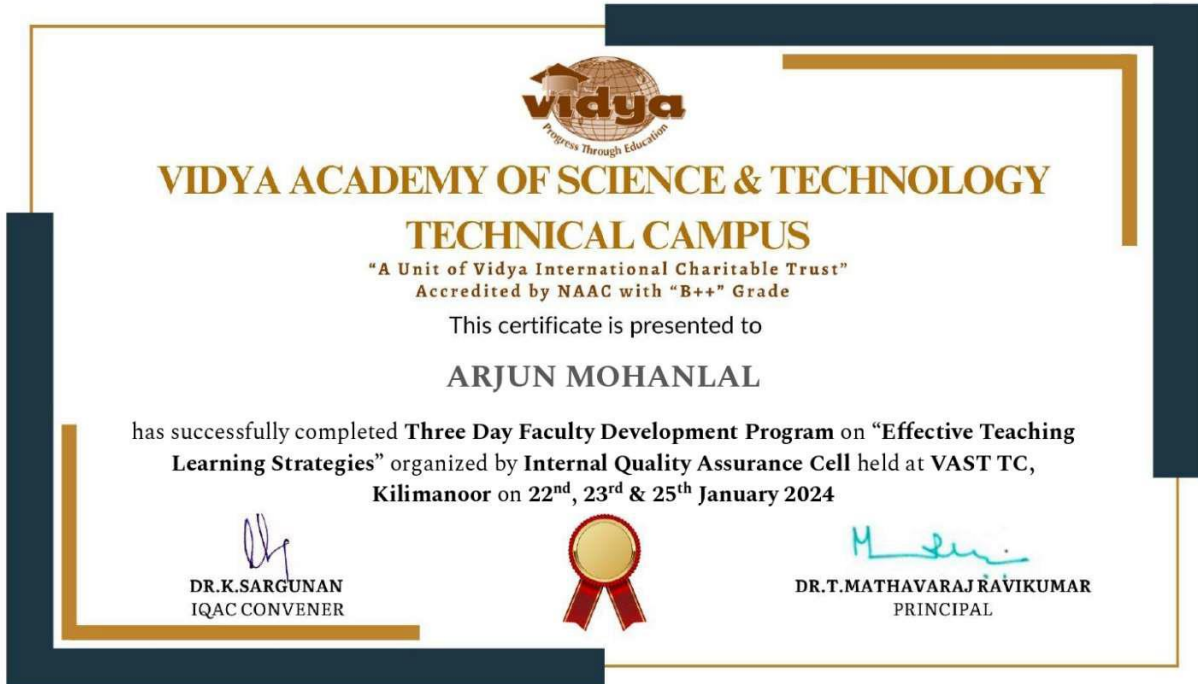 vidya
Progress Through Education
VIDYA ACADEMY OF SCIENCE & TECHNOLOGY
TECHNICAL CAMPUS
“A Unit of Vidya International Charitable Trust”
Accredited by NAAC with “B++” Grade
This certificate is presented to
ARJUN MOHANLAL
has successfully completed Three Day Faculty Development Program on “Effective Teaching
Learning Strategies” organized by Internal Quality Assurance Cell held at VAST TC,
Kilimanoor on 22nd, 23rd & 25th January 2024
DR.K.SARGUNAN
IQAC CONVENER
DR.T.MATHAVARAJ RAVIKUMAR
PRINCIPAL